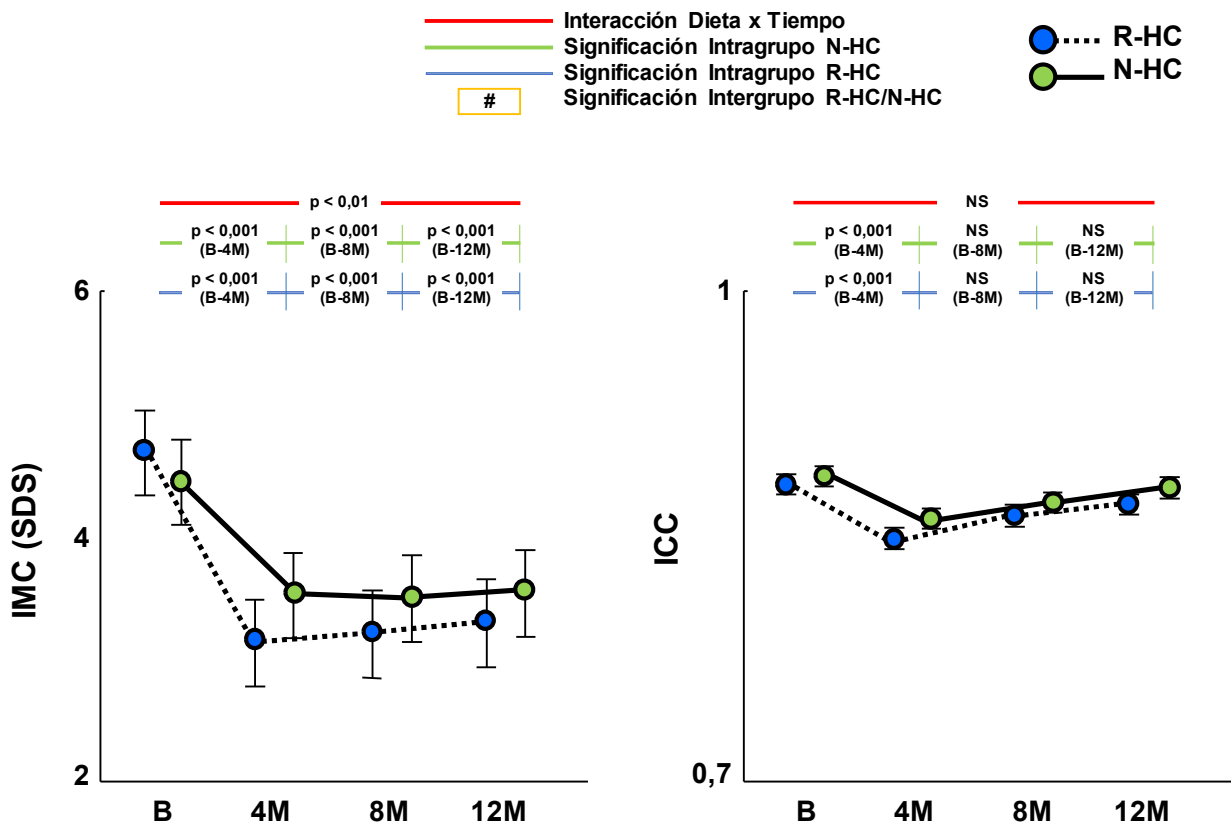 Interacción Dieta x Tiempo
Significación Intragrupo N-HC
Significación Intragrupo R-HC
# Significación Intergrupo R-HC/N-HC
R-HC
N-HC
p < 0,01
p < 0,001 p < 0,001 p < 0,001
(B-4M) (B-8M) (B-12M)
p < 0,001 p < 0,001 p < 0,001
(B-4M) (B-8M) (B-12M)
6
4
2
IMC (SDS)
B 4M 8M 12M
NS
p < 0,001 NS NS
(B-4M) (B-8M) (B-12M)
p < 0,001 NS NS
(B-4M) (B-8M) (B-12M)
1
0,7
ICC
B 4M 8M 12M